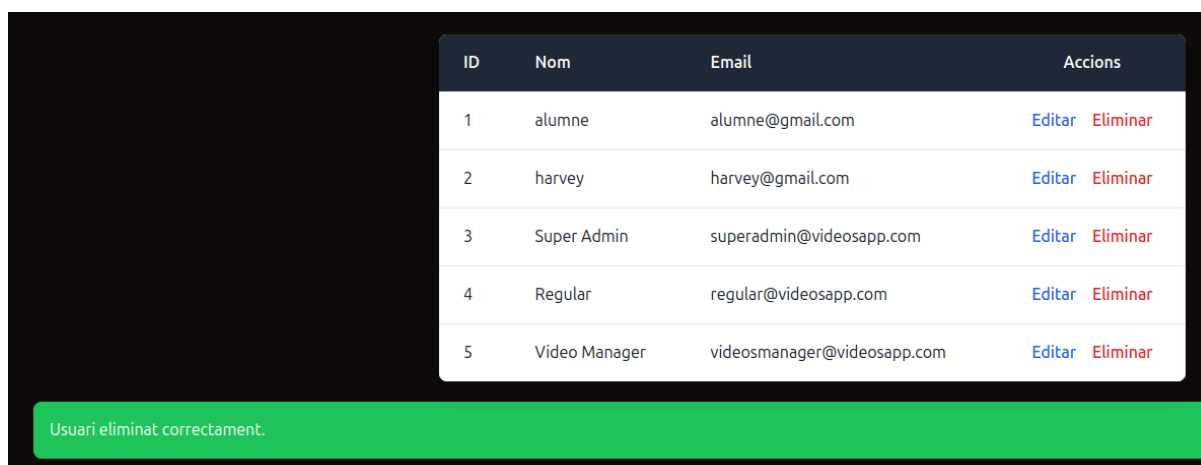 ID Nom Email Accions
1 alumne alumne@gmail.com Editar Eliminar
2 harvey harvey@gmail.com Editar Eliminar
3 Super Admin superadmin@videosapp.com Editar Eliminar
4 Regular regular@videosapp.com Editar Eliminar
5 Video Manager videosmanager@videosapp.com Editar Eliminar
Usuari eliminat correctament.